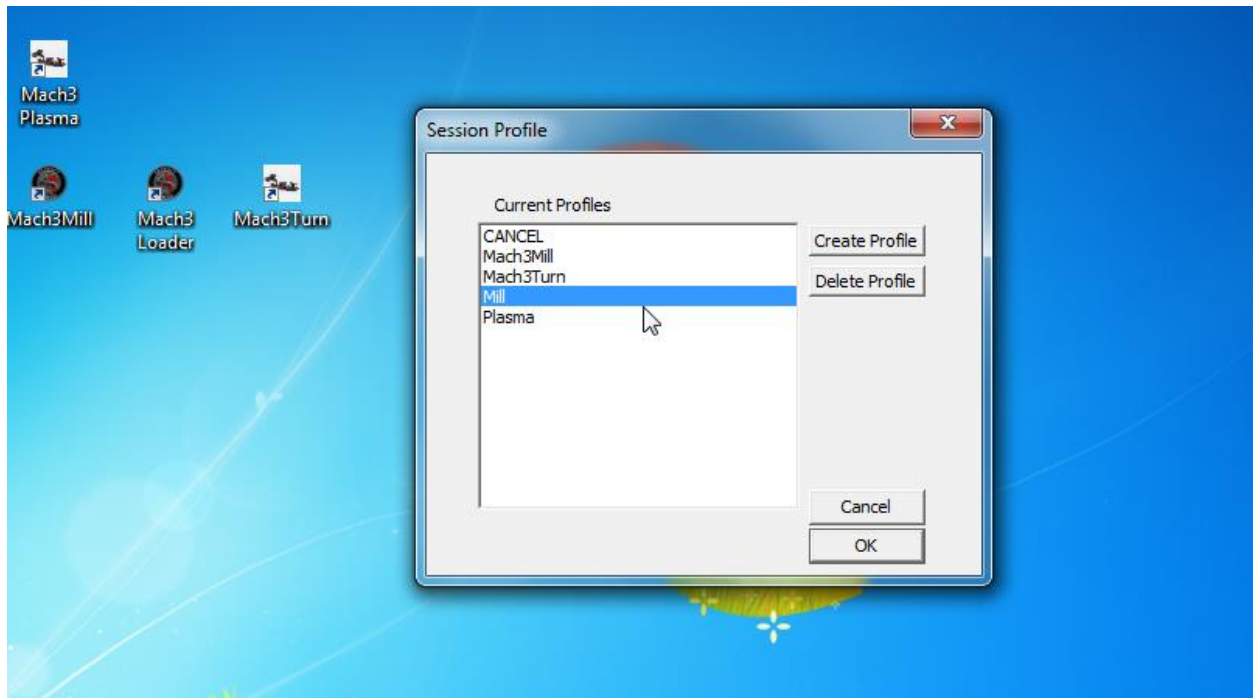 Mach3
Plasma
Mach3Mill
Mach3
Loader
Mach3Turn
Session Profile
Current Profiles
CANCEL
Mach3Mill
Mach3Turn
Mill
Plasma
Create Profile
Delete Profile
Cancel
OK